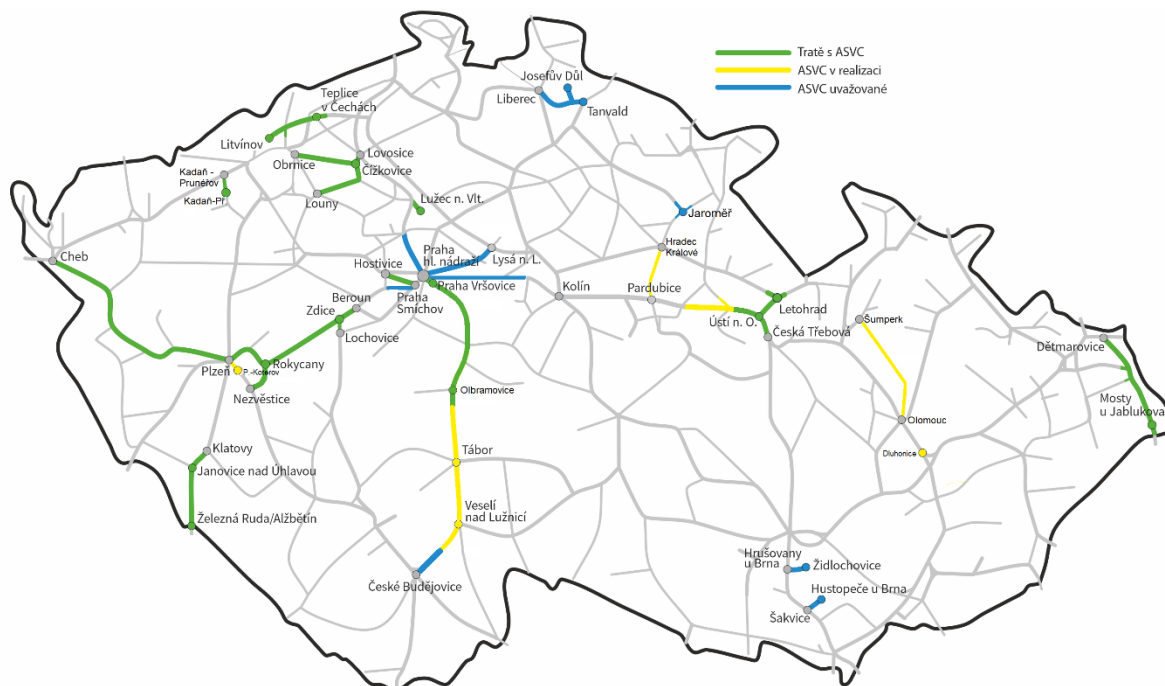 Tratě s ASVC
ASVC v realizaci
ASVC uvažované
Josefův Důl
Liberec
Tanvald
Teplice
v Čechách
Litvínov
Obrnice
Lovosice
Čížkovice
Kadaň -
Prunéřov
Kadaň-Př
Louny
Lužec n. Vlt.
Jaroměř
Hradec
Králové
Cheb
Praha
hl. nádraží
Lysá n. L.
Hostivice
Praha Vršovice
Kolín
Pardubice
Letohrad
Beroun
Praha
Smíchov
Zdice
Ústí n. O.
Česká Třebová
Šumperk
Lochovice
Dětmarovice
Rokycany
Plzeň
P.-Koterov
Nezvěstice
Olbramovice
Mosty
u Jablukova
Olomouc
Klatovy
Dluhonice
Janovice nad Úhlavou
Tábor
Železná Ruda/Alžbětín
Veselí
nad Lužnicí
Hrušovany
u Brna
Židlochovice
České Budějovice
Hustopeče u Brna
Šakvice